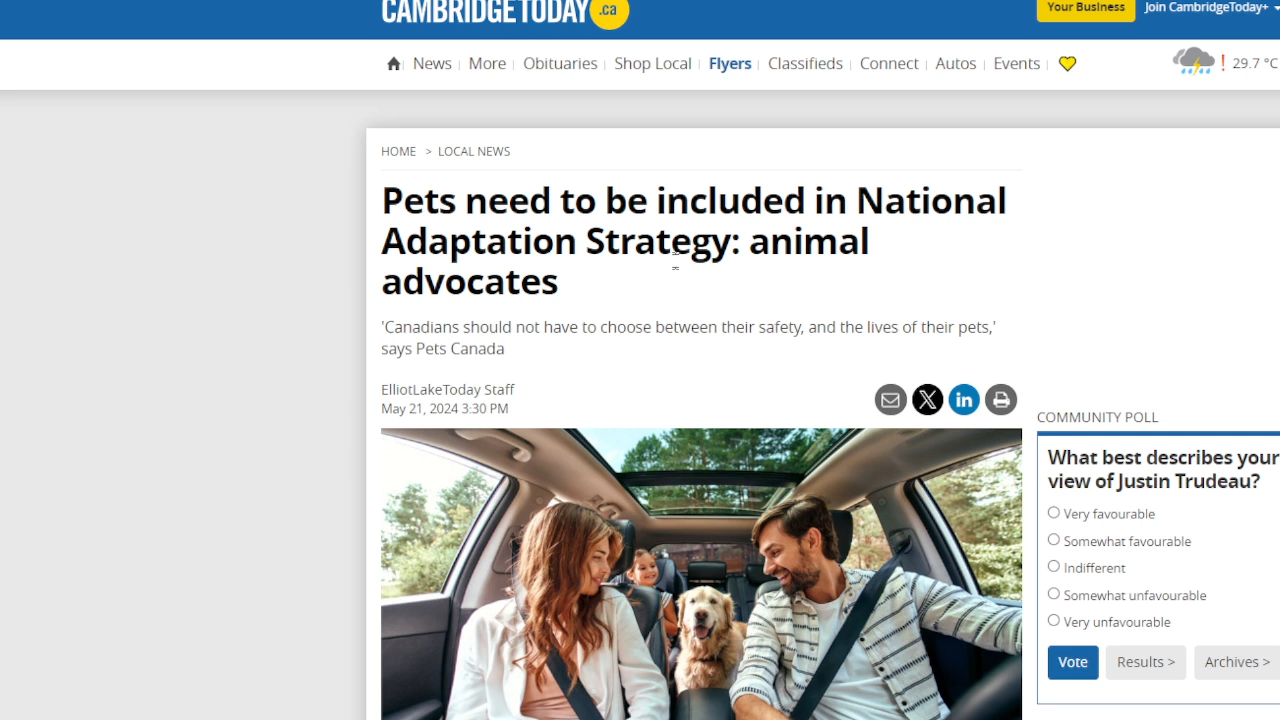 CAMBRIDGETODAY.ca
Your Business
Join CambridgeToday+
News
More
Obituaries
Shop Local
Flyers
Classifieds
Connect
Autos
Events
29.7 °C
HOME > LOCAL NEWS
Pets need to be included in National
Adaptation Strategy: animal
advocates
'Canadians should not have to choose between their safety, and the lives of their pets,'
says Pets Canada
ElliotLakeToday Staff
May 21, 2024 3:30 PM
COMMUNITY POLL
What best describes your
view of Justin Trudeau?
Very favourable
Somewhat favourable
Indifferent
Somewhat unfavourable
Very unfavourable
Vote
Results >
Archives >